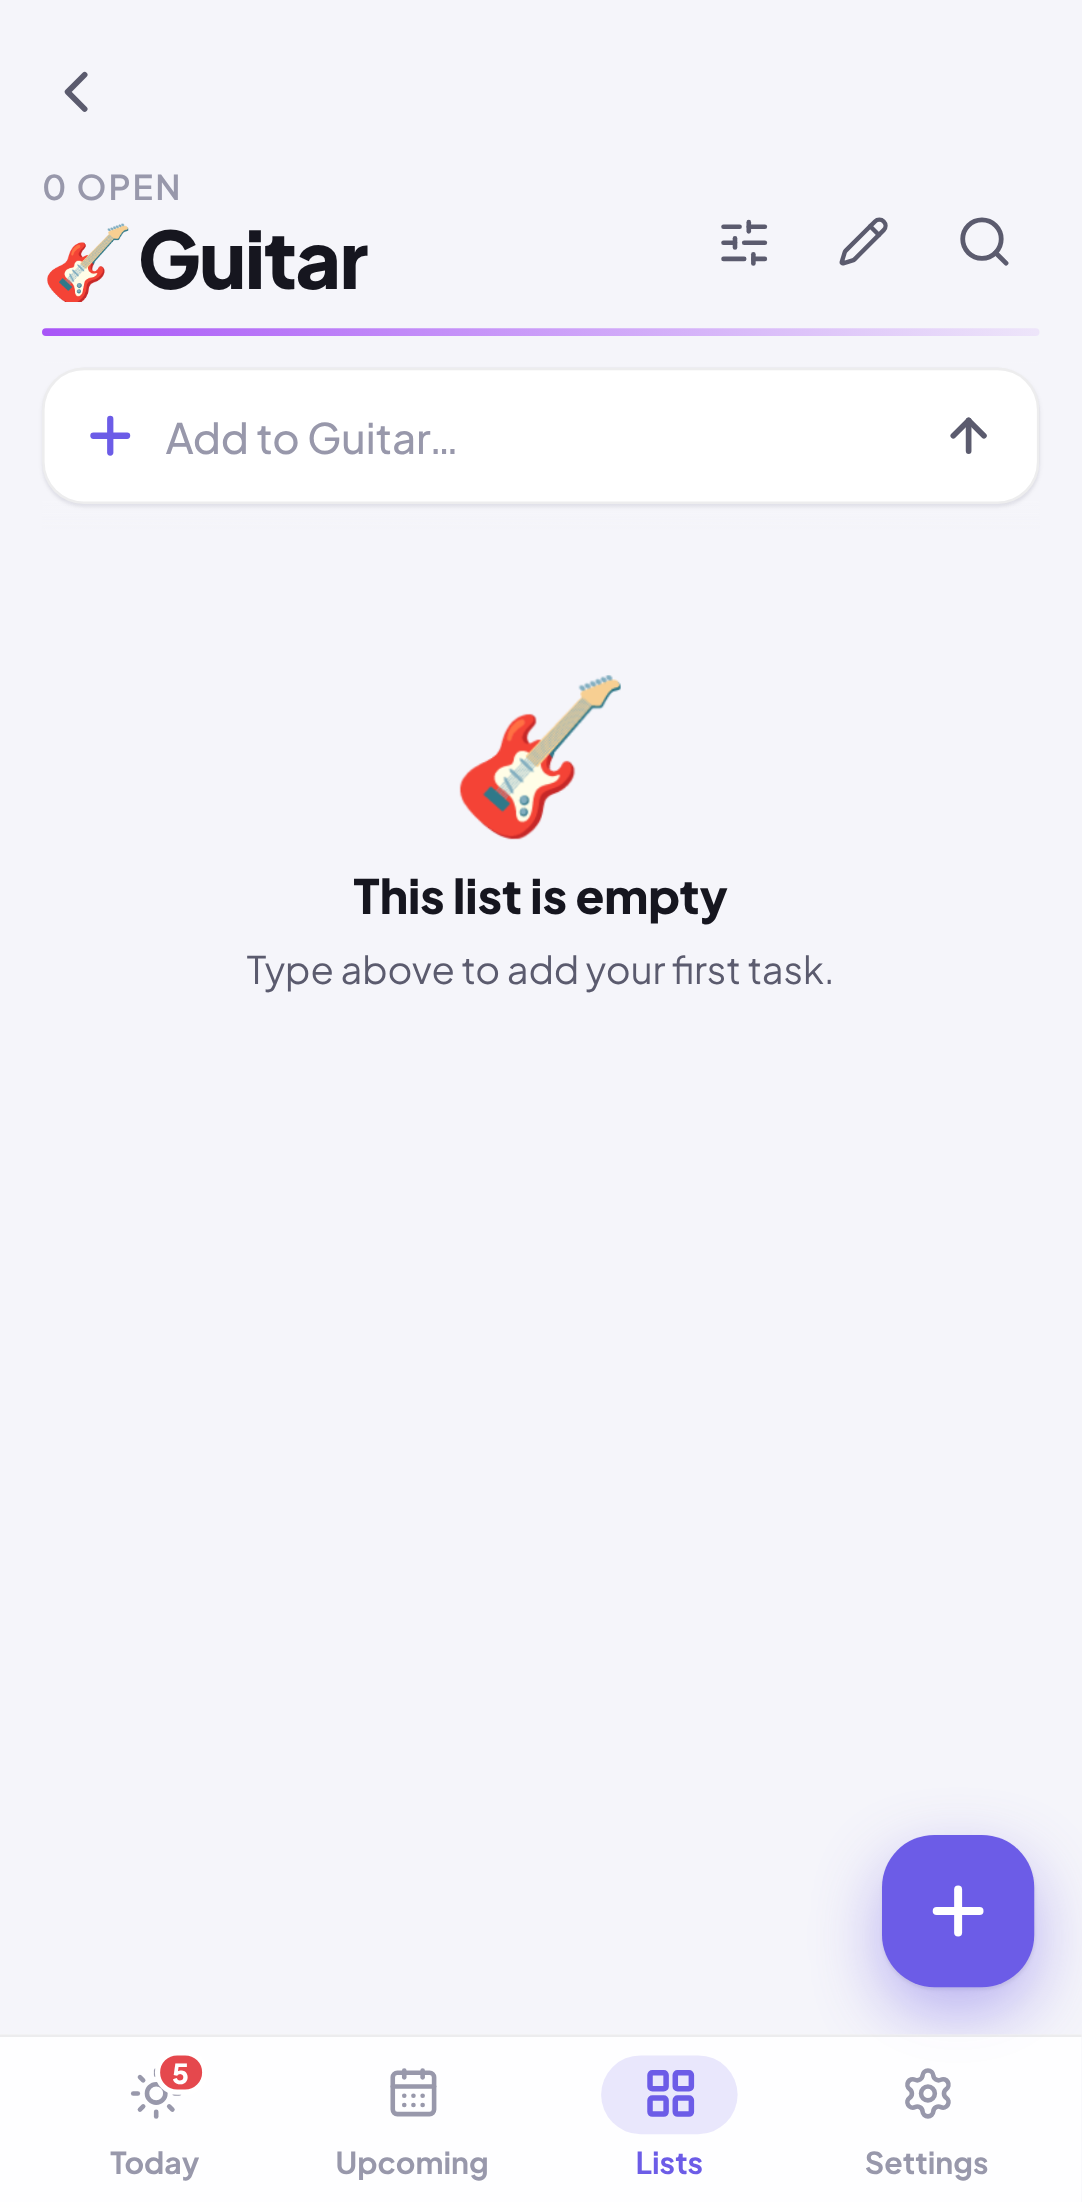 0 OPEN
Guitar
Add to Guitar...
This list is empty
Type above to add your first task.
5
Today
Upcoming
Lists
Settings